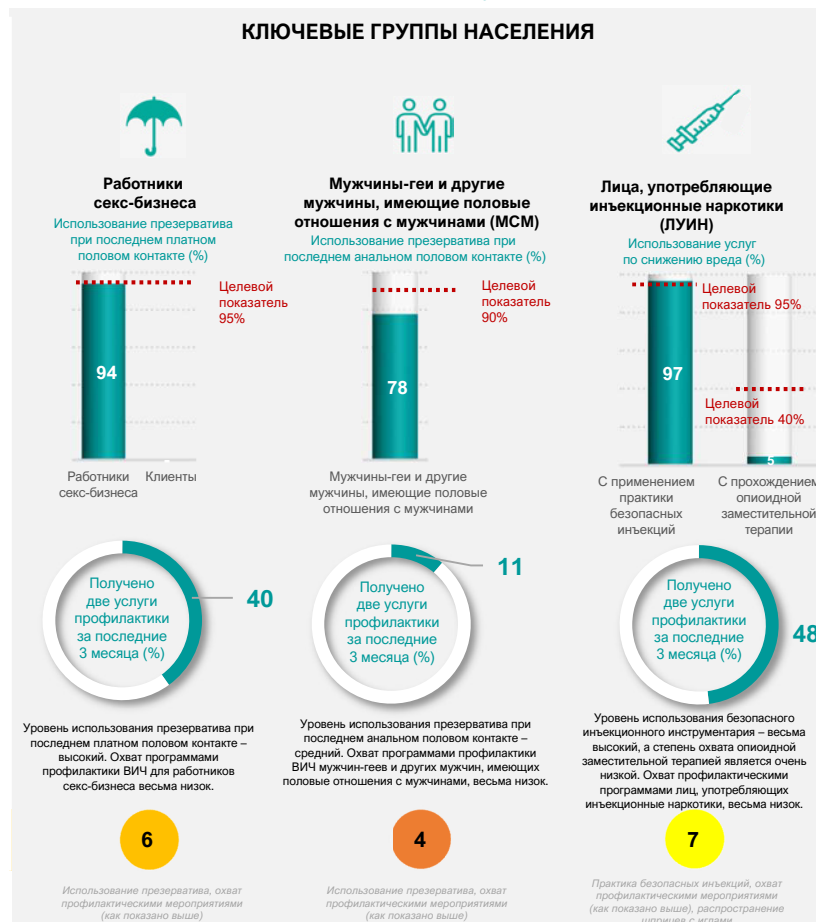 КЛЮЧЕВЫЕ ГРУППЫ НАСЕЛЕНИЯ
Работники
секс-бизнеса
Использование презерватива
при последнем платном
половом контакте (%)
Целевой
показатель
95%
94
Работники
секс-бизнеса
Клиенты
Получено
две услуги
профилактики
за последние
3 месяца (%)
40
Уровень использования презерватива при
последнем платном половом контакте –
высокий. Охват программами
профилактики ВИЧ для работников
секс-бизнеса весьма низок.
6
Использование презерватива, охват
профилактическими мероприятиями
(как показано выше)
Мужчины-геи и другие
мужчины, имеющие половые
отношения с мужчинами (МСМ)
Использование презерватива при
последнем анальном половом контакте (%)
Целевой
показатель
90%
78
Мужчины-геи и другие
мужчины, имеющие половые
отношения с мужчинами
Получено
две услуги
профилактики
за последние
3 месяца (%)
11
Уровень использования презерватива при
последнем анальном половом контакте –
средний. Охват программами профилактики
ВИЧ мужчин-геев и других мужчин, имеющих
половые отношения с мужчинами, весьма низок.
4
Использование презерватива, охват
профилактическими мероприятиями
(как показано выше)
Лица, употребляющие
инъекционные наркотики
(ЛУИН)
Использование услуг
по снижению вреда (%)
Целевой
показатель 95%
97
Целевой
показатель 40%
5
С применением
практики
безопасных
инъекций
С прохождением
опиоидной
заместительной
терапии
Получено
две услуги
профилактики
за последние
3 месяца (%)
48
Уровень использования безопасного
инъекционного инструментария – весьма
высокий, а степень охвата опиоидной
заместительной терапией является очень
низкой. Охват профилактическими
программами лиц, употребляющих
инъекционные наркотики, весьма низок.
7
Практика безопасных инъекций, охват
профилактическими мероприятиями
(как показано выше), распространение
шприцев с иглами